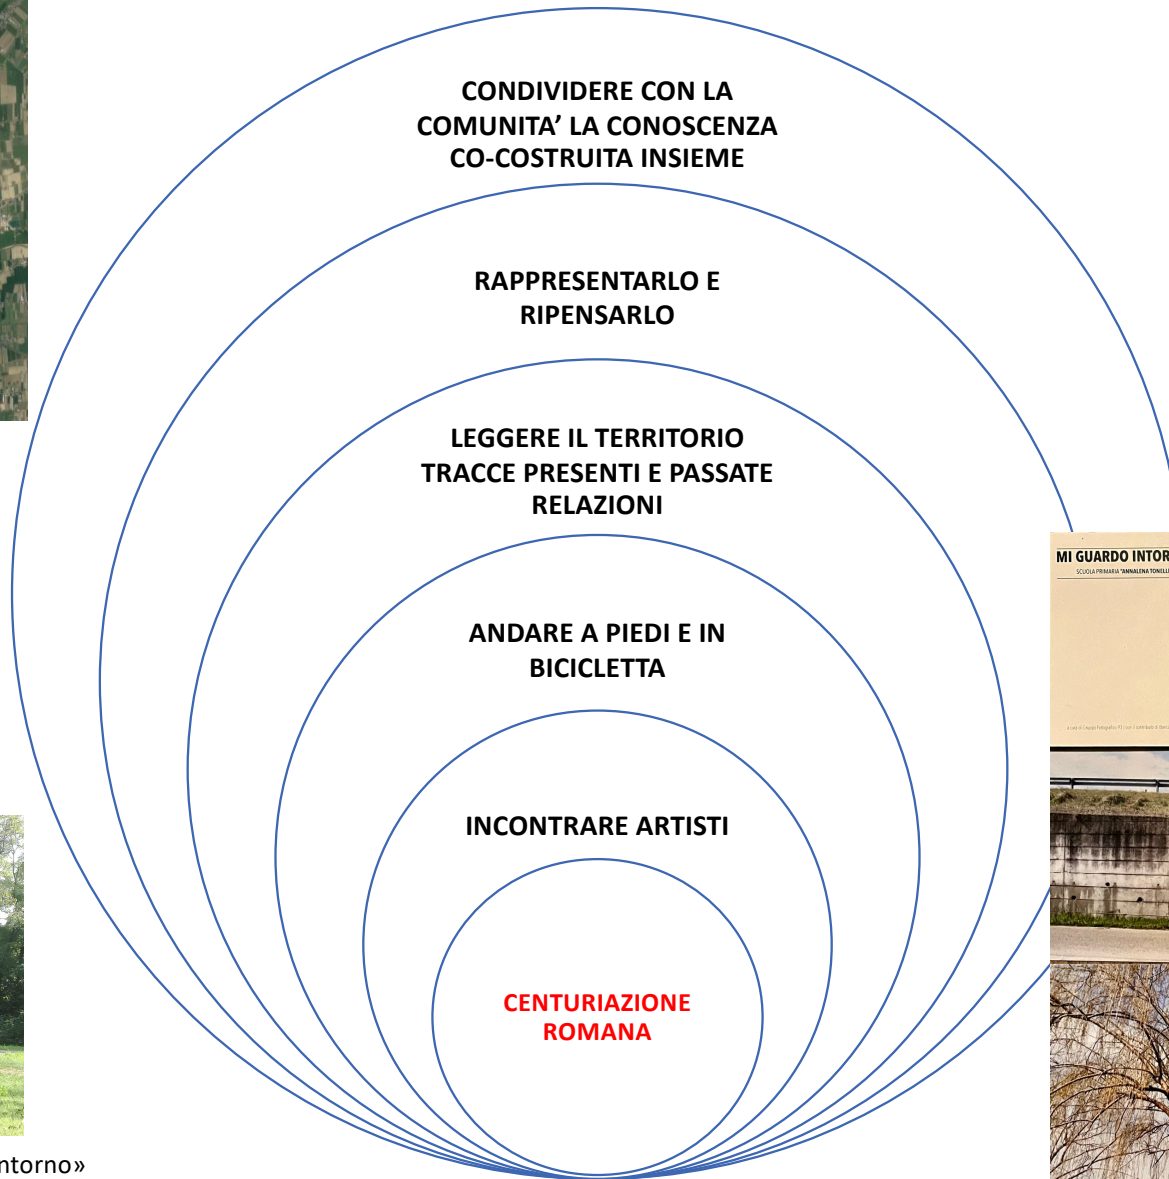 CONDIVIDERE CON LA
COMUNITA’ LA CONOSCENZA
CO-COSTRUITA INSIEME
RAPPRESENTARLO E
RIPENSARLO
LEGGERE IL TERRITORIO
TRACCE PRESENTI E PASSATE
RELAZIONI
ANDARE A PIEDI E IN
BICICLETTA
INCONTRARE ARTISTI
CENTURIAZIONE
ROMANA
MI GUARDO INTOR
SCUOLA PRIMARIA "ANNALENA TONELLI
ntorno»